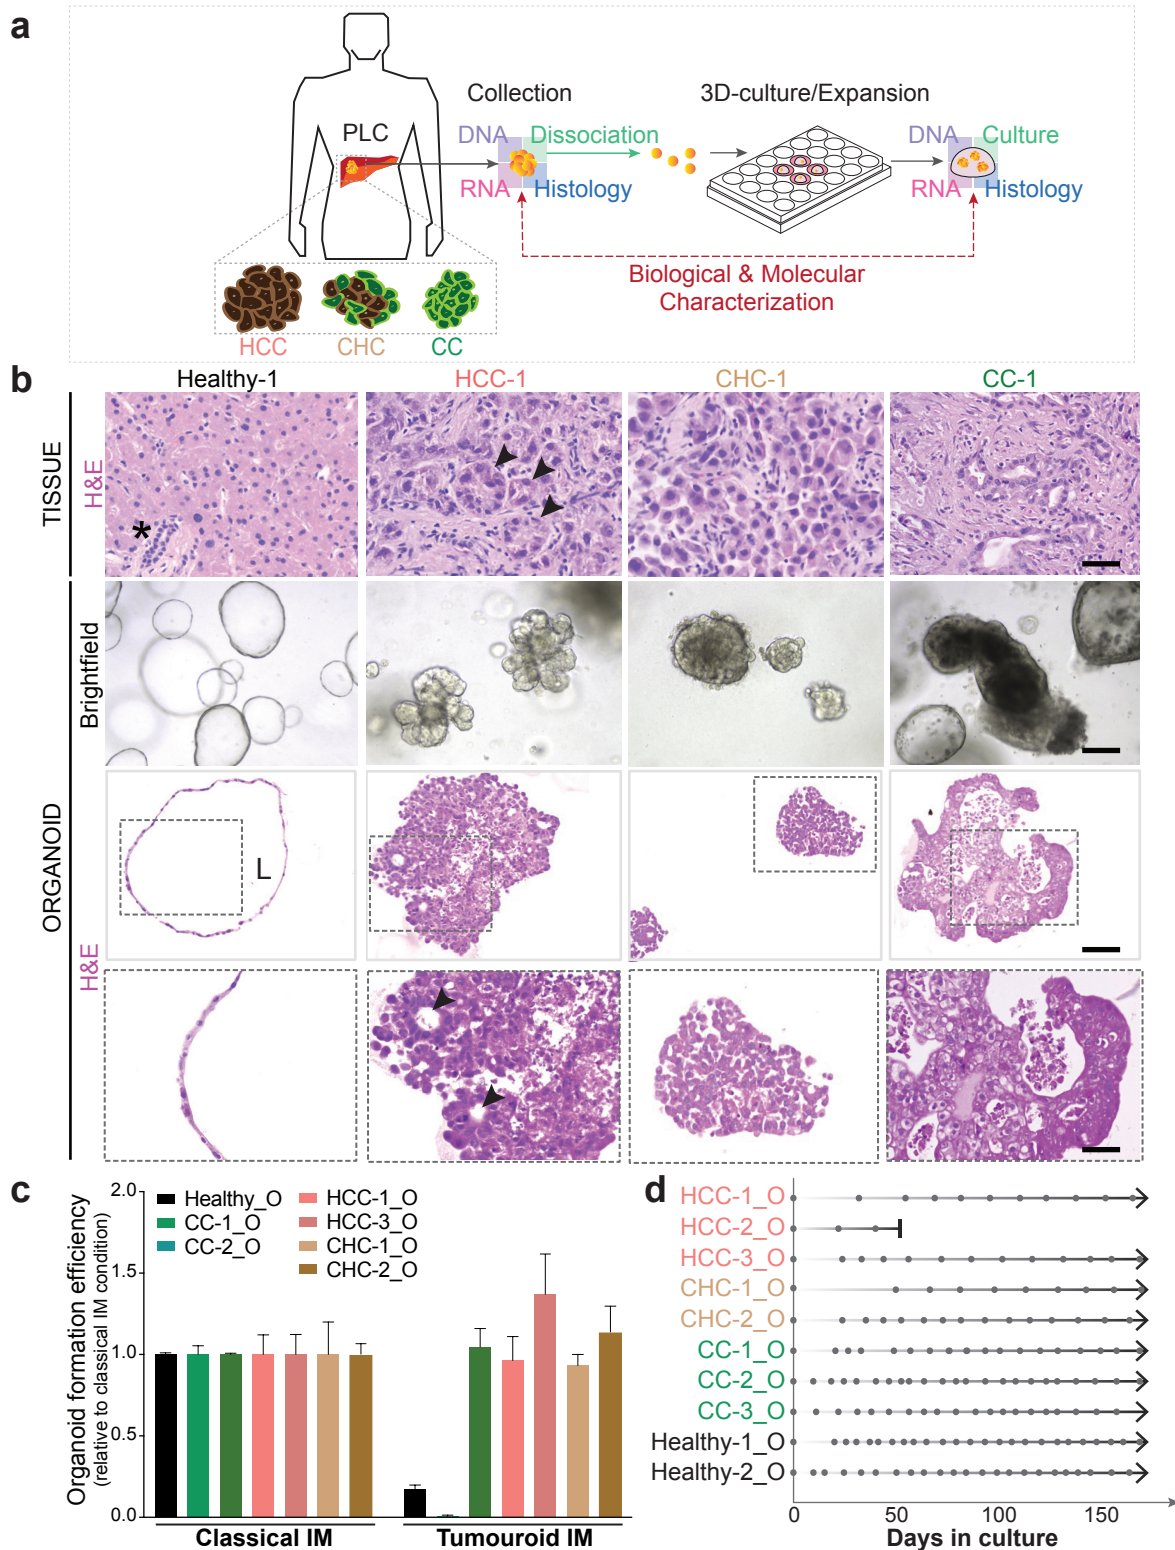 a
Collection
3D-culture/Expansion
PLC
DNA Dissociation
RNA Histology
DNA Culture
RNA Histology
Biological & Molecular
Characterization
HCC CHC CC
b
Healthy-1 HCC-1 CHC-1 CC-1
TISSUE
H&E
*
Brightfield
ORGANOID
H&E
L
c
Organoid formation efficiency
(relative to classical IM condition)
2.0
1.5
1.0
0.5
0.0
Healthy_O
CC-1_O
CC-2_O
HCC-1_O
HCC-3_O
CHC-1_O
CHC-2_O
Classical IM Tumouroid IM
d
HCC-1_O
HCC-2_O
HCC-3_O
CHC-1_O
CHC-2_O
CC-1_O
CC-2_O
CC-3_O
Healthy-1_O
Healthy-2_O
0 50 100 150
Days in culture